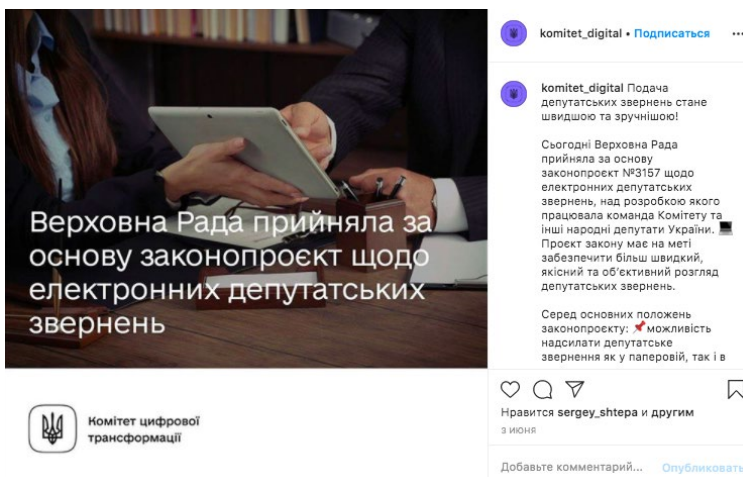 Верховна Рада прийняла за
основу законопроєкт щодо
електронних депутатських
звернень
Комітет цифрової
трансформації
komitet_digital • Подписаться
komitet_digital Подача
депутатських звернень стане
швидшою та зручнішою!
Сьогодні Верховна Рада
прийняла за основу
законопроєкт №3157 щодо
електронних депутатських
звернень, над розробкою якого
працювала команда Комітету та
інші народні депутати України. 💻
Проєкт закону має на меті
забезпечити більш швидкий,
якісний та об’єктивний розгляд
депутатських звернень.
Серед основних положень
законопроєкту: 📌можливість
надсилати депутатське
звернення як у паперовій, так і в
Нравится sergey_shtepa и другим
3 ИЮНЯ
Добавьте комментарий... Опубликовать